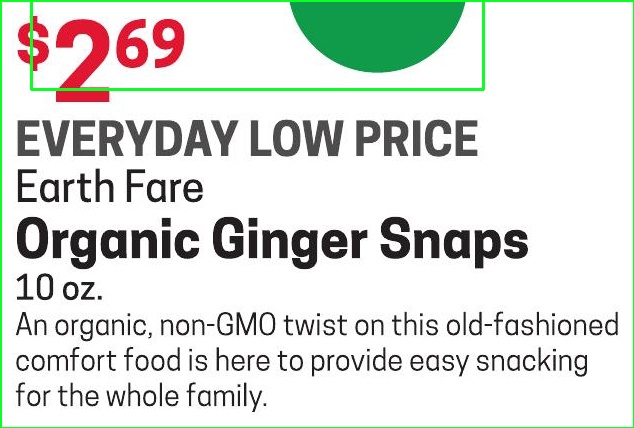 $2.69
EVERYDAY LOW PRICE
Earth Fare
Organic Ginger Snaps
10 oz.
An organic, non-GMO twist on this old-fashioned
comfort food is here to provide easy snacking
for the whole family.